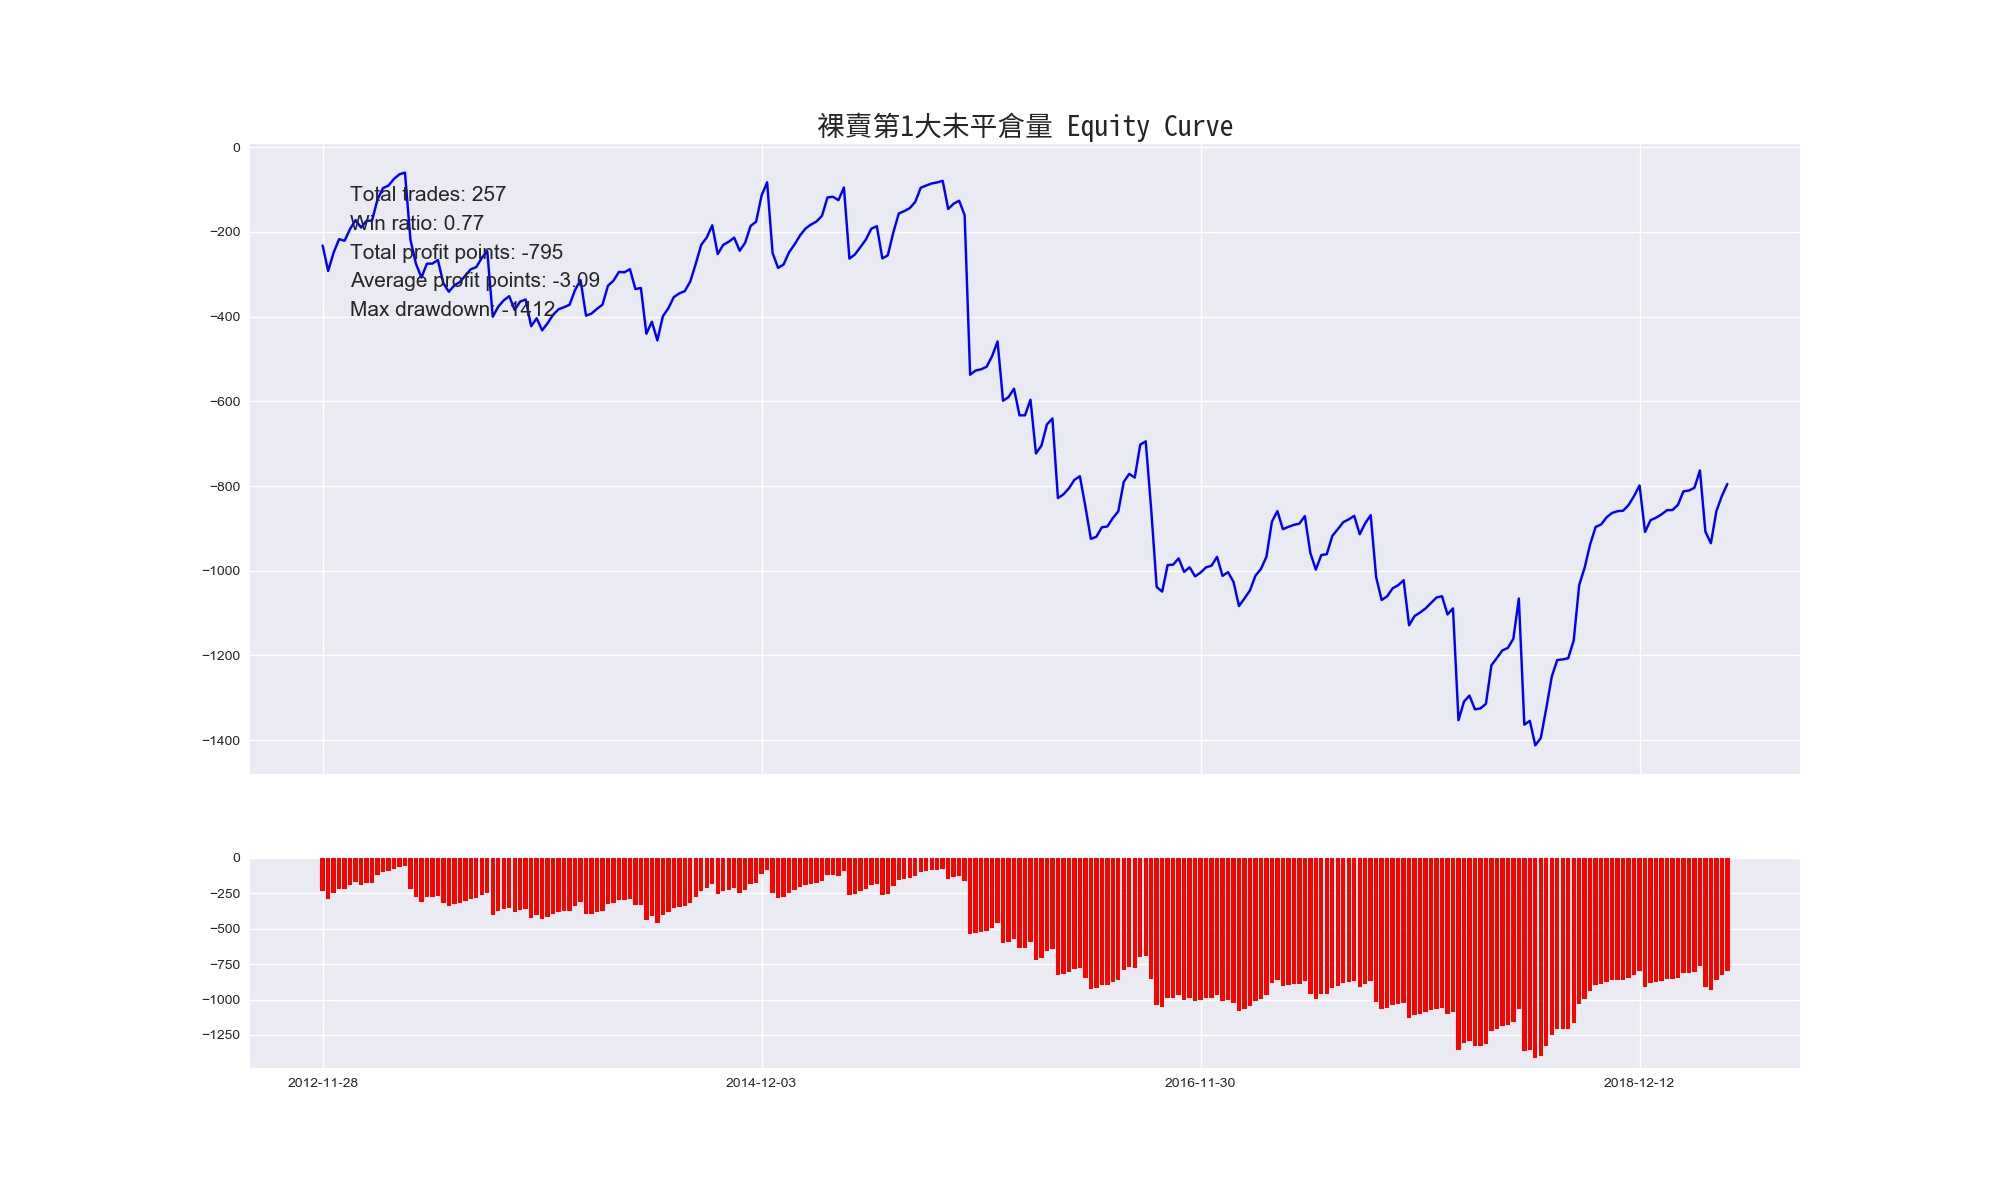 裸賣第1大未平倉量 Equity Curve
0
−200
−400
−600
−800
−1000
−1200
−1400
Total trades: 257
Win ratio: 0.77
Total profit points: -795
Average profit points: -3.09
Max drawdown: -1412
0
−250
−500
−750
−1000
−1250
2012-11-28 2014-12-03 2016-11-30 2018-12-12